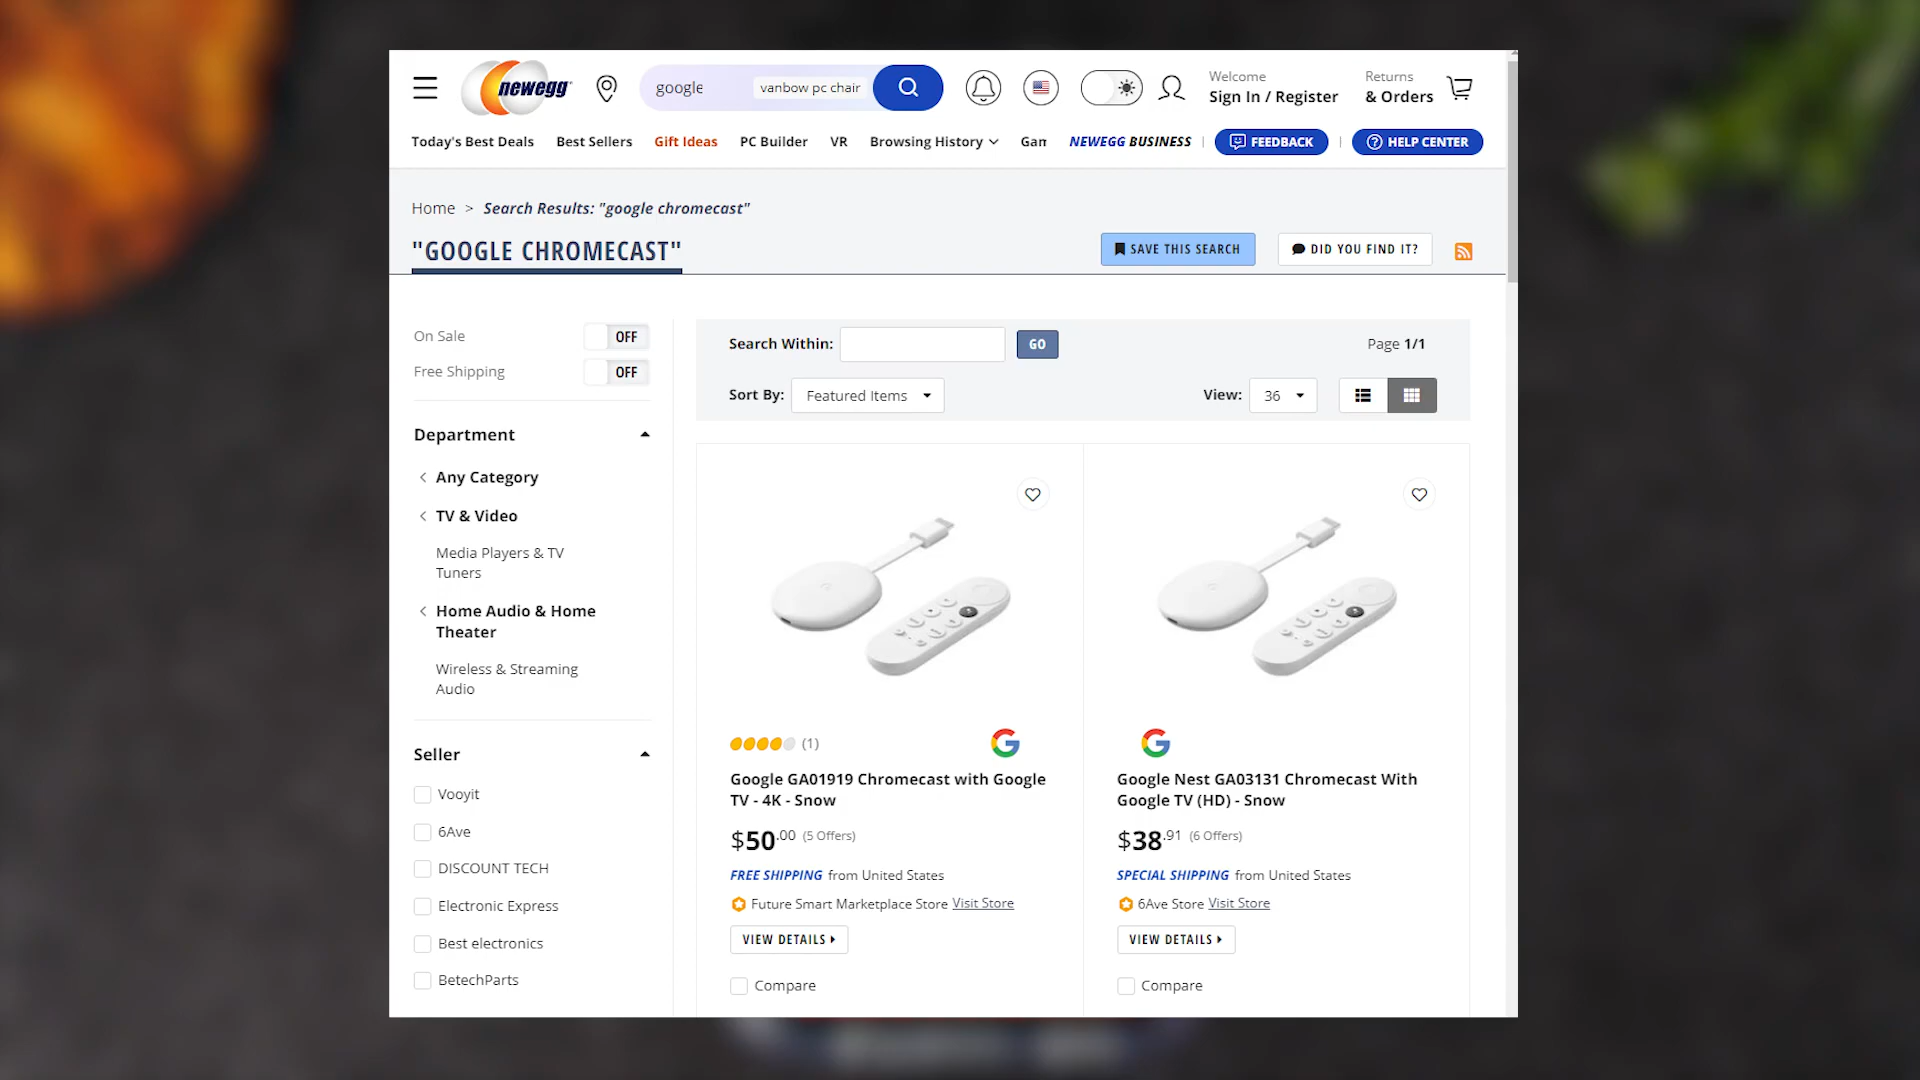 newegg
google
vanbow pc chair
Welcome
Sign In / Register
Returns
& Orders
Today's Best Deals
Best Sellers
Gift Ideas
PC Builder
VR
Browsing History
Gan
NEWEGG BUSINESS
FEEDBACK
HELP CENTER
Home > Search Results: "google chromecast"
"GOOGLE CHROMECAST"
SAVE THIS SEARCH
DID YOU FIND IT?
On Sale
OFF
Free Shipping
OFF
Department
Any Category
TV & Video
Media Players & TV
Tuners
Home Audio & Home
Theater
Wireless & Streaming
Audio
Seller
Vooyit
6Ave
DISCOUNT TECH
Electronic Express
Best electronics
BetechParts
Search Within:
GO
Page 1/1
Sort By:
Featured Items
View:
36
(1)
Google GA01919 Chromecast with Google
TV - 4K - Snow
$50.00 (5 Offers)
FREE SHIPPING from United States
Future Smart Marketplace Store Visit Store
VIEW DETAILS
Compare
Google Nest GA03131 Chromecast With
Google TV (HD) - Snow
$38.91 (6 Offers)
SPECIAL SHIPPING from United States
6Ave Store Visit Store
VIEW DETAILS
Compare